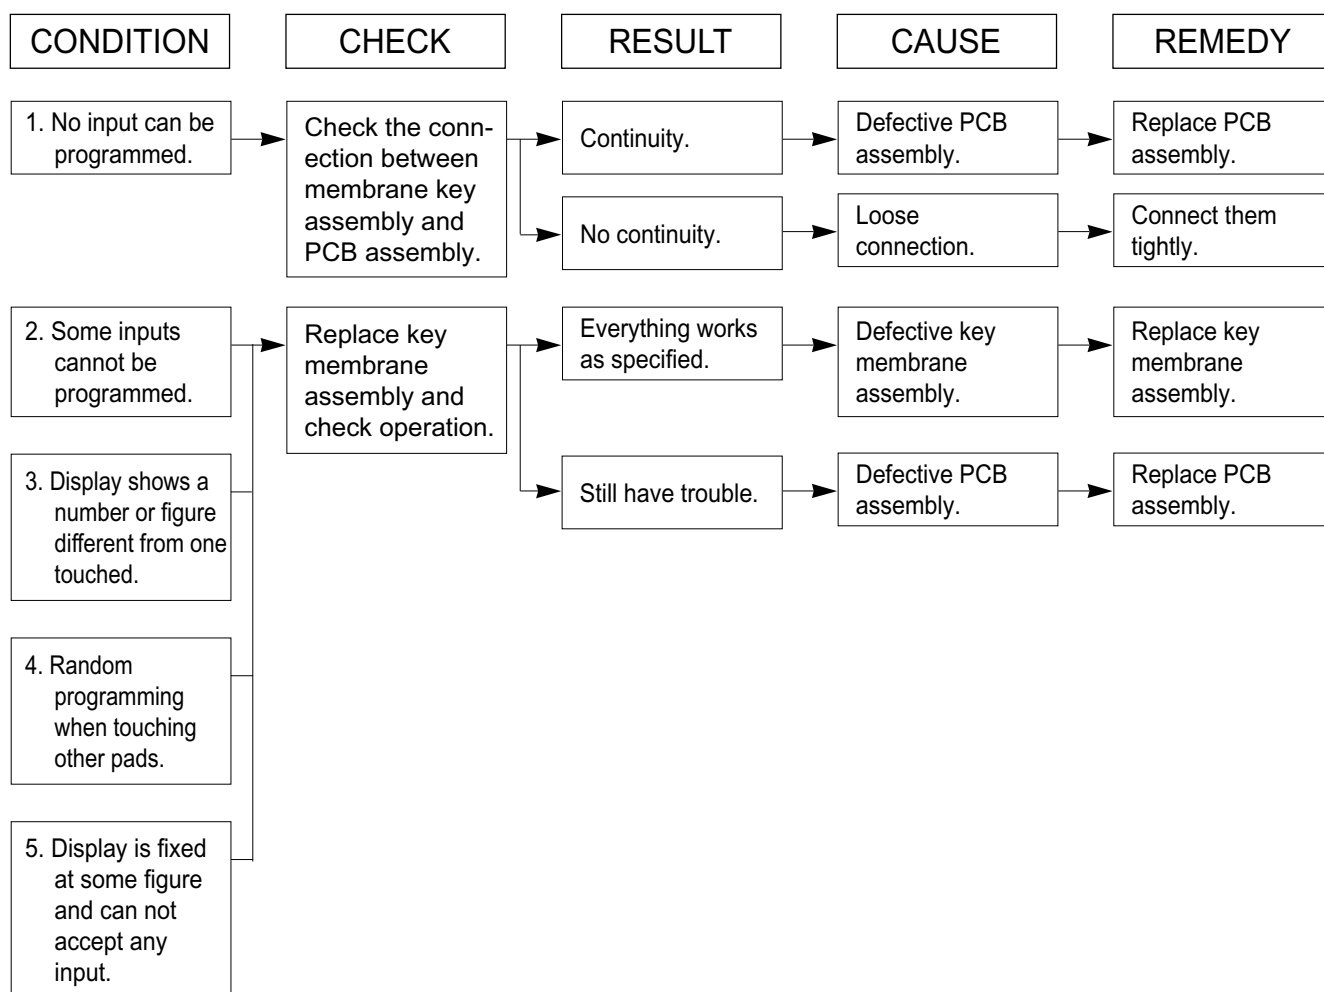 CONDITION
CHECK
RESULT
CAUSE
REMEDY
1. No input can be
programmed.
Check the conn-
ection between
membrane key
assembly and
PCB assembly.
Continuity.
Defective PCB
assembly.
Replace PCB
assembly.
No continuity.
Loose
connection.
Connect them
tightly.
2. Some inputs
cannot be
programmed.
Replace key
membrane
assembly and
check operation.
Everything works
as specified.
Defective key
membrane
assembly.
Replace key
membrane
assembly.
3. Display shows a
number or figure
different from one
touched.
Still have trouble.
Defective PCB
assembly.
Replace PCB
assembly.
4. Random
programming
when touching
other pads.
5. Display is fixed
at some figure
and can not
accept any
input.